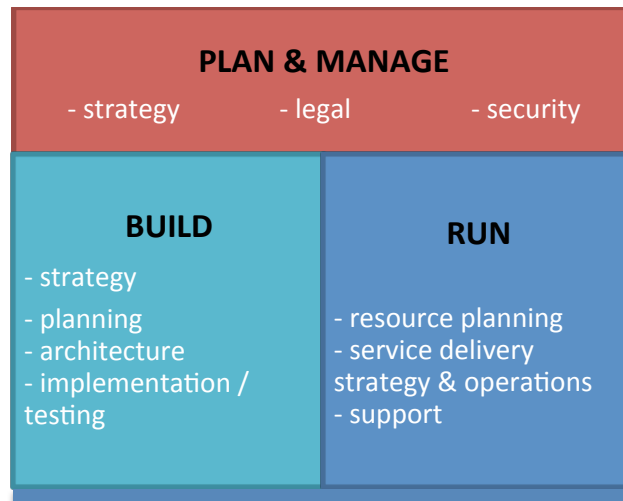 PLAN & MANAGE
- strategy - legal - security
BUILD
- strategy
- planning
- architecture
- implementation /
testing
RUN
- resource planning
- service delivery
strategy & operations
- support